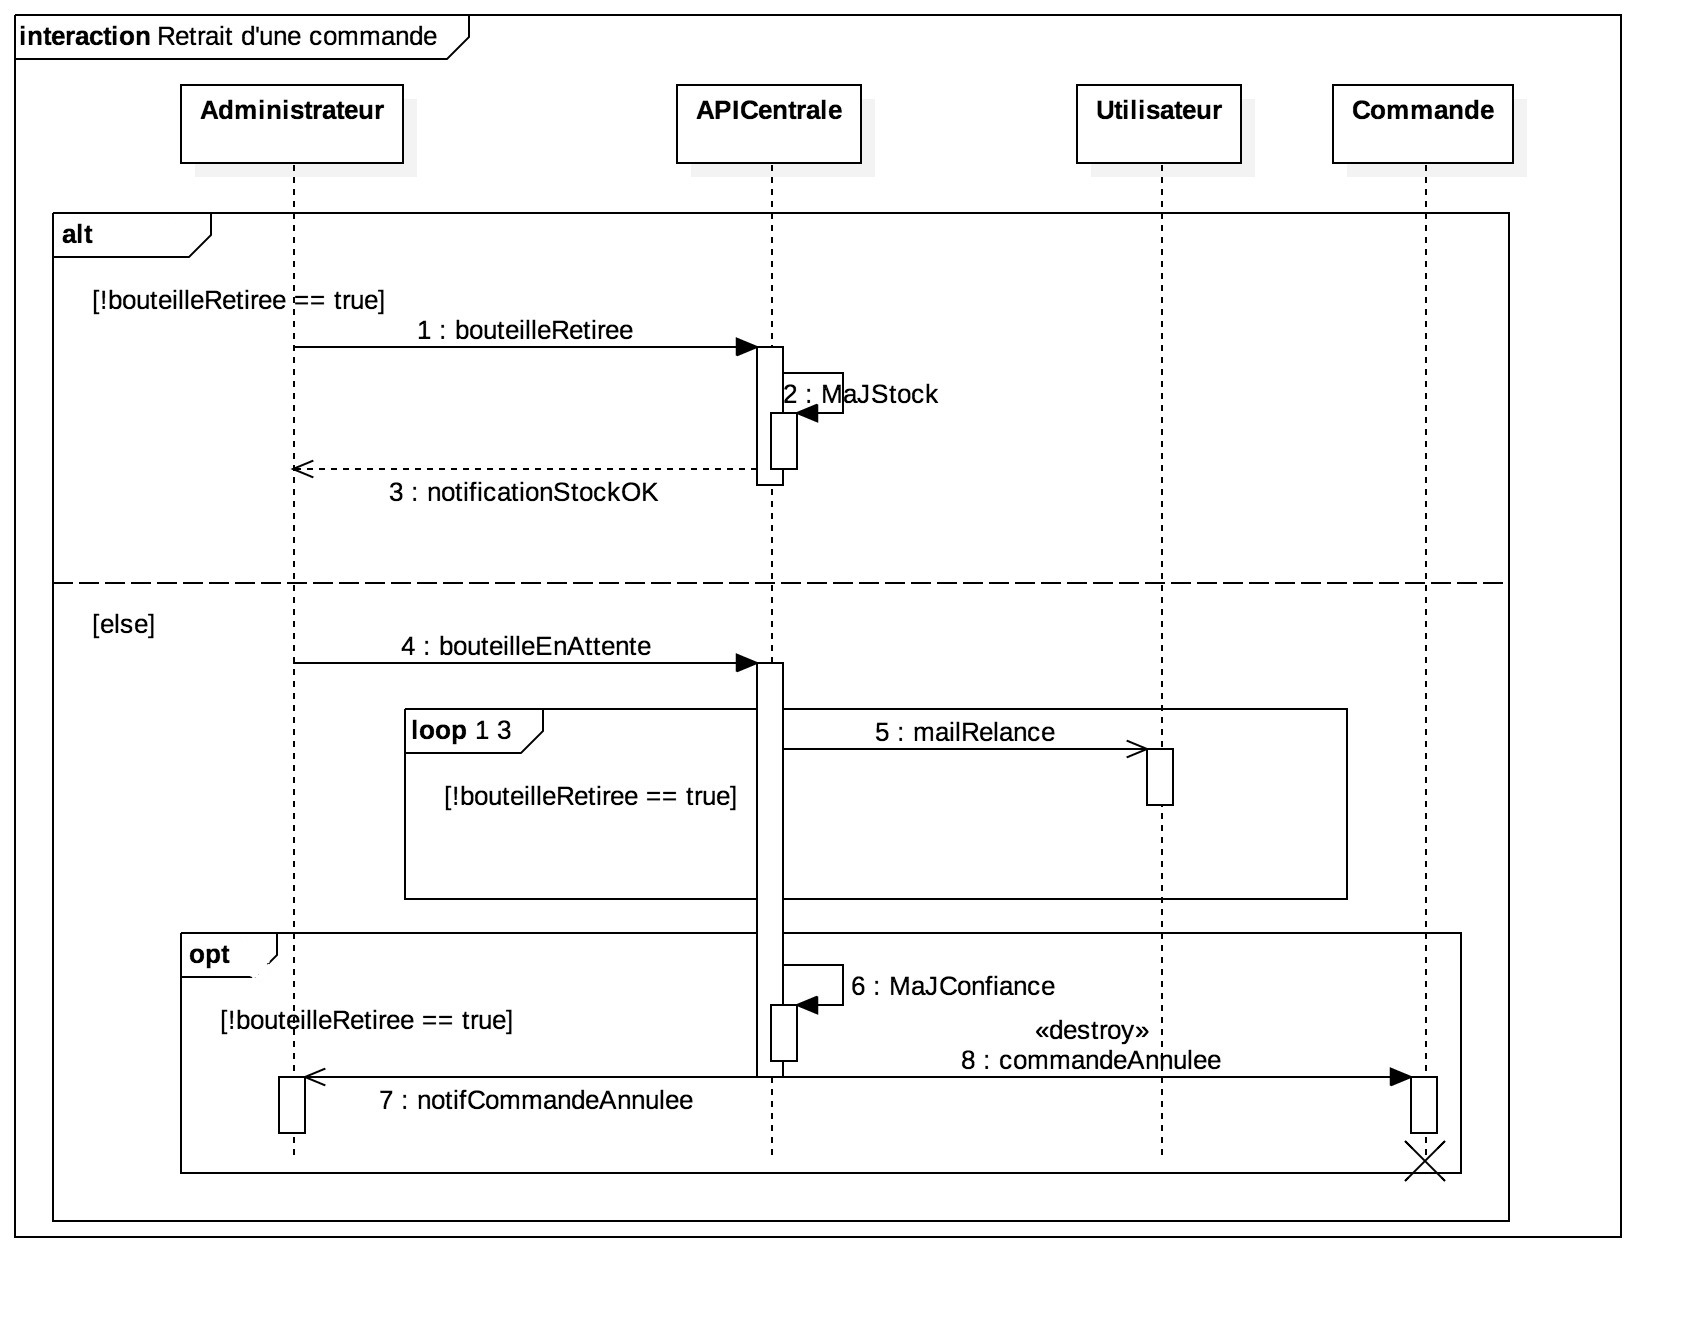 interaction Retrait d'une commande
Administrateur
APICentrale
Utilisateur
Commande
alt
[!bouteilleRetiree == true]
1 : bouteilleRetiree
2 : MaJStock
3 : notificationStockOK
[else]
4 : bouteilleEnAttente
loop 1 3
5 : mailRelance
[!bouteilleRetiree == true]
opt
6 : MaJConfiance
[!bouteilleRetiree == true]
«destroy»
8 : commandeAnnulee
7 : notifCommandeAnnulee